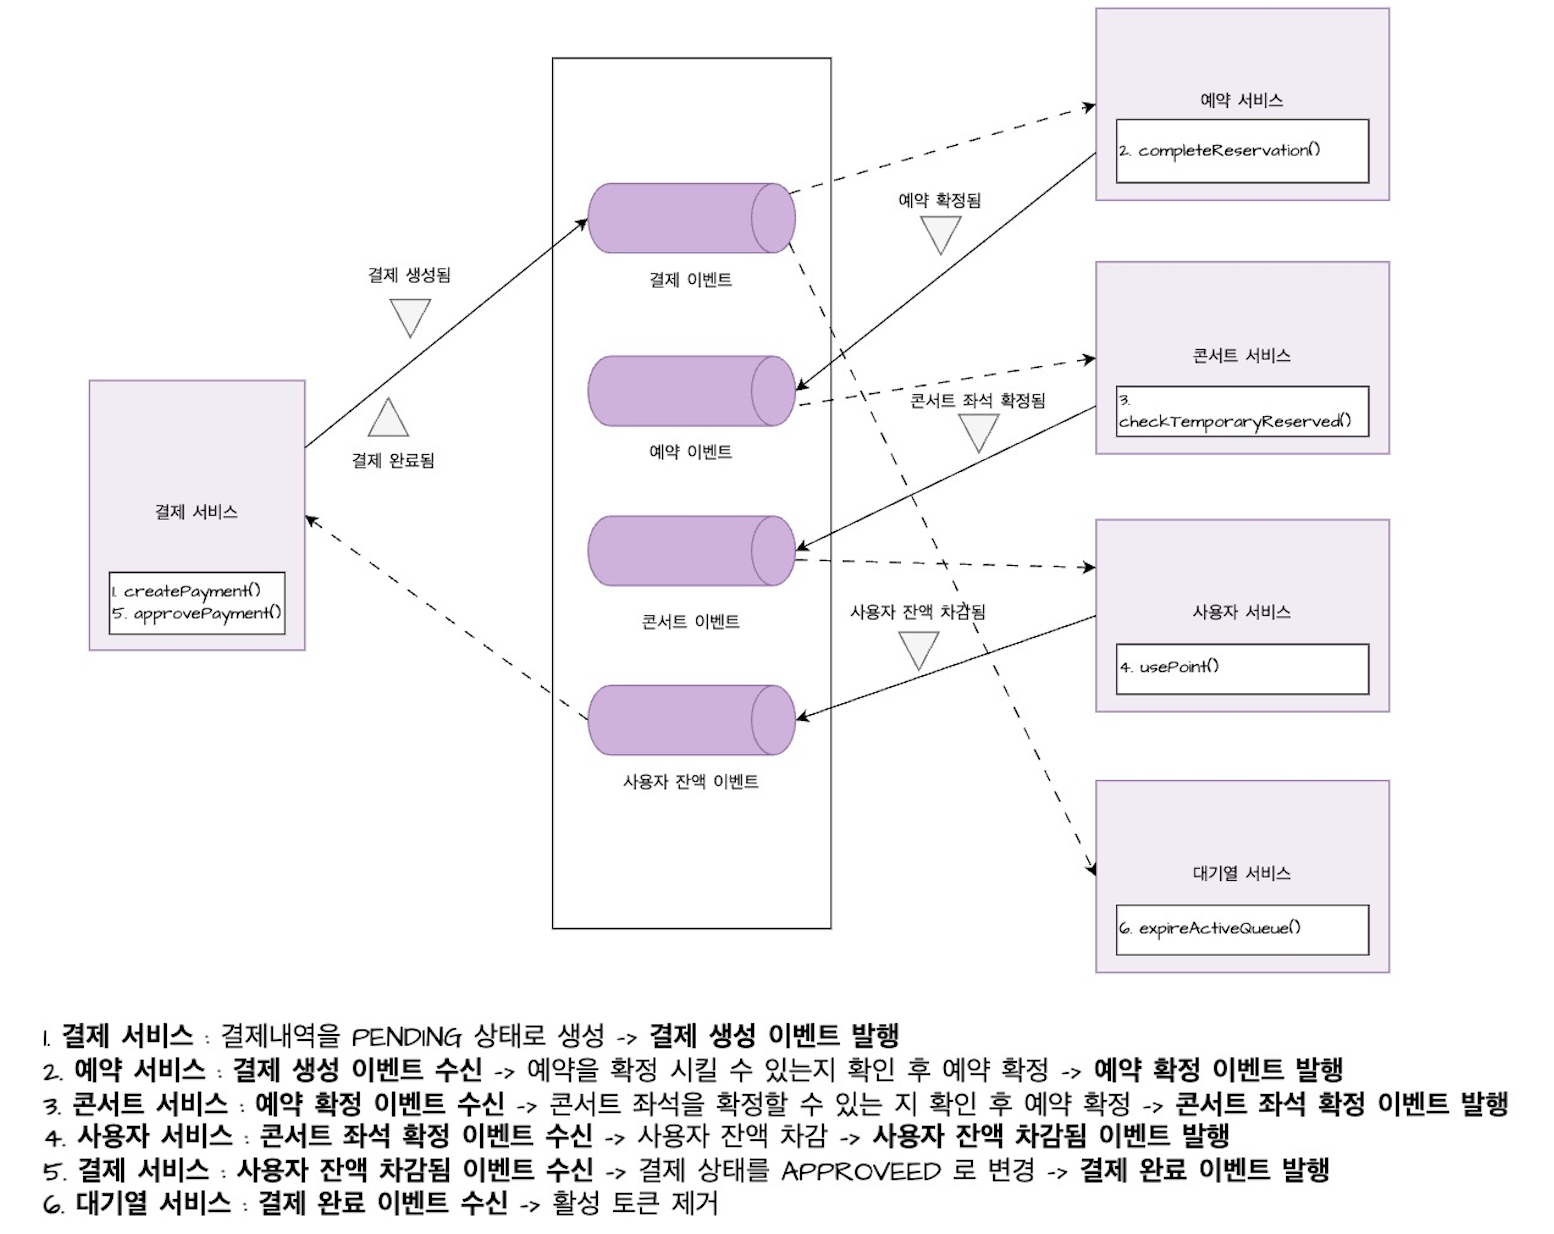 예약 서비스
2. completeReservation()
예약 확정됨
결제 생성됨
결제 이벤트
콘서트 서비스
3.
checkTemporaryReserved()
콘서트 좌석 확정됨
예약 이벤트
결제 완료됨
결제 서비스
1. createPayment()
5. approvePayment()
콘서트 이벤트
사용자 잔액 차감됨
사용자 서비스
4. usePoint()
사용자 잔액 이벤트
대기열 서비스
6. expireActiveQueue()
1. 결제 서비스 : 결제내역을 PENDING 상태로 생성 -> 결제 생성 이벤트 발행
2. 예약 서비스 : 결제 생성 이벤트 수신 -> 예약을 확정 시킬 수 있는지 확인 후 예약 확정 -> 예약 확정 이벤트 발행
3. 콘서트 서비스 : 예약 확정 이벤트 수신 -> 콘서트 좌석을 확정할 수 있는 지 확인 후 예약 확정 -> 콘서트 좌석 확정 이벤트 발행
4. 사용자 서비스 : 콘서트 좌석 확정 이벤트 수신 -> 사용자 잔액 차감 -> 사용자 잔액 차감됨 이벤트 발행
5. 결제 서비스 : 사용자 잔액 차감됨 이벤트 수신 -> 결제 상태를 APPROVEED 로 변경 -> 결제 완료 이벤트 발행
6. 대기열 서비스 : 결제 완료 이벤트 수신 -> 활성 토큰 제거